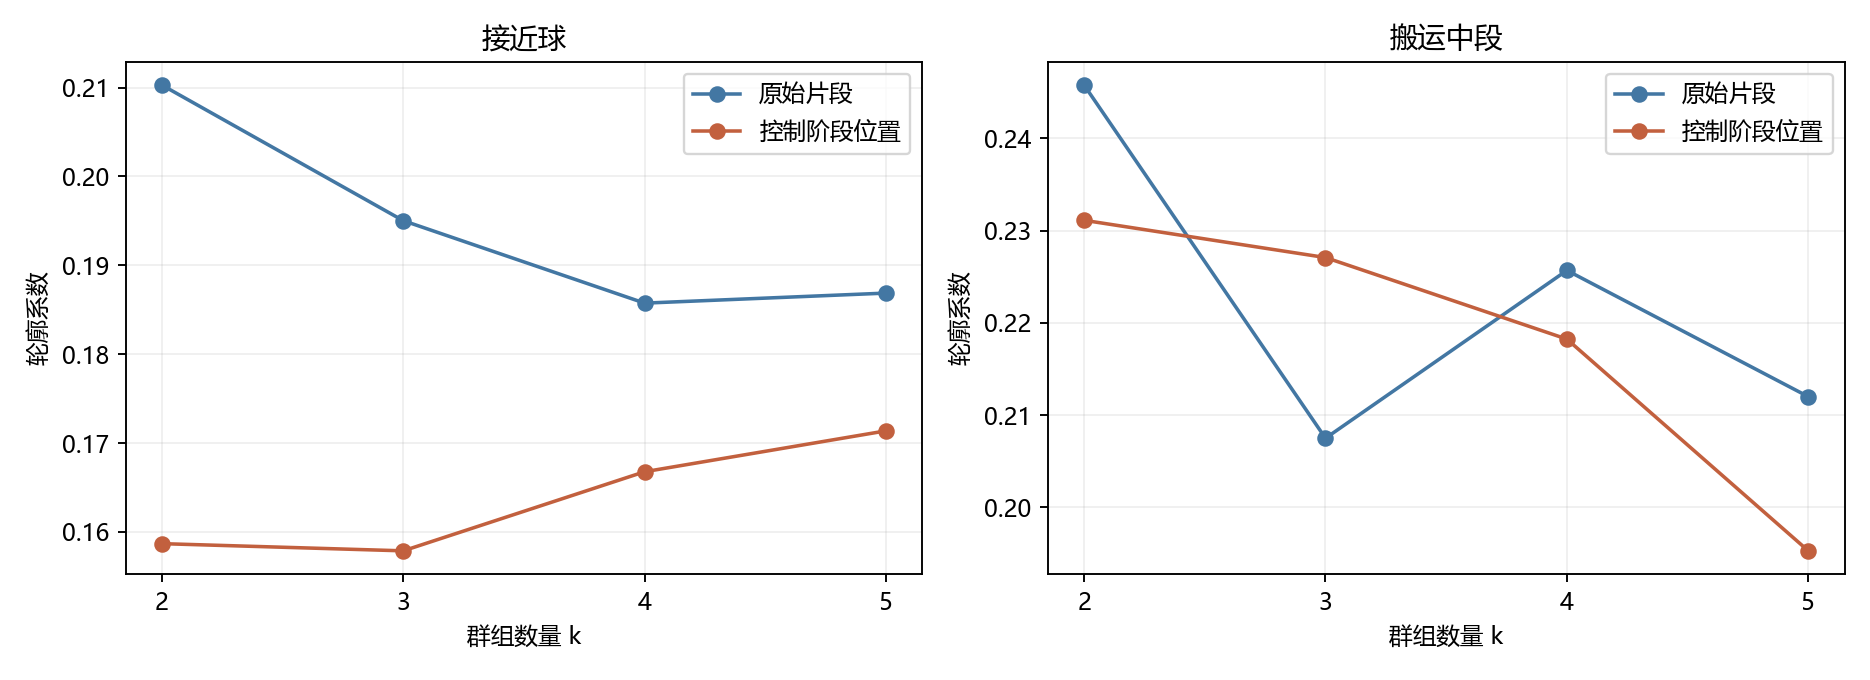 接近球
原始片段
控制阶段位置
0.21
0.20
0.19
0.18
0.17
0.16
轮廓系数
2 3 4 5
群组数量 k
搬运中段
原始片段
控制阶段位置
0.24
0.23
0.22
0.21
0.20
轮廓系数
2 3 4 5
群组数量 k